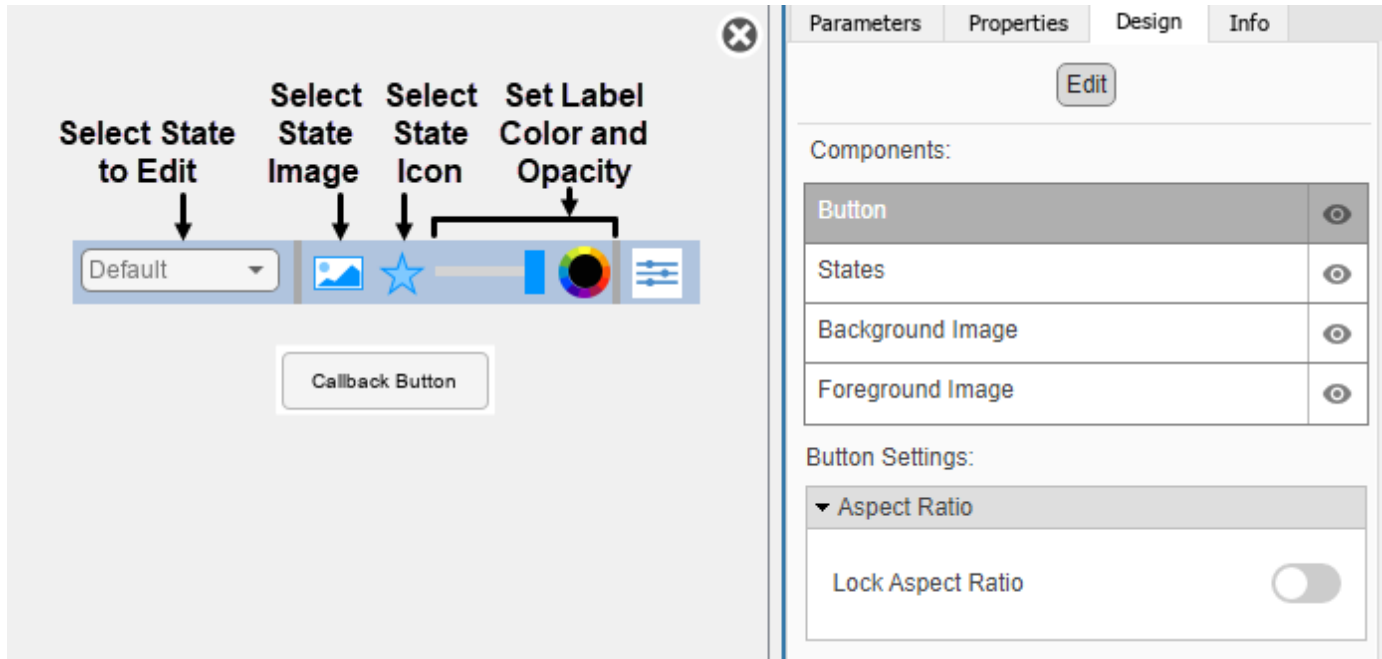 Select State
to Edit
Select
State
Image
Select
State
Icon
Set Label
Color and
Opacity
Default
Callback Button
Parameters Properties Design Info
Edit
Components:
Button
States
Background Image
Foreground Image
Button Settings:
Aspect Ratio
Lock Aspect Ratio